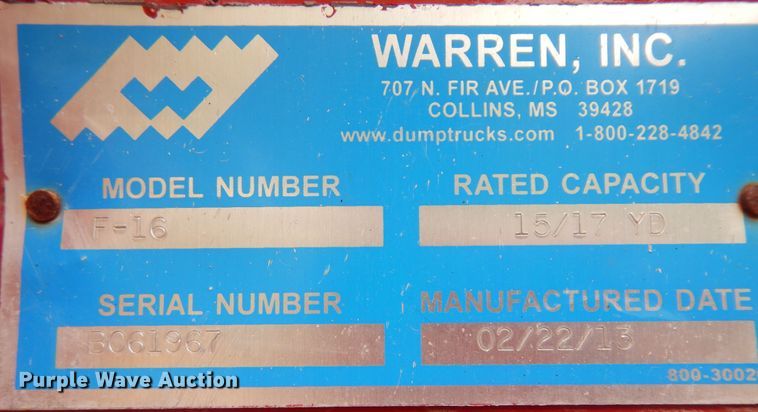 WARREN, INC.
707 N. FIR AVE./P.O. BOX 1719
COLLINS, MS 39428
www.dumptrucks.com 1-800-228-4842
MODEL NUMBER
F-16
RATED CAPACITY
15/17 YD
SERIAL NUMBER
BO61967
MANUFACTURED DATE
02/22/13
800-3002
Purple Wave Auction